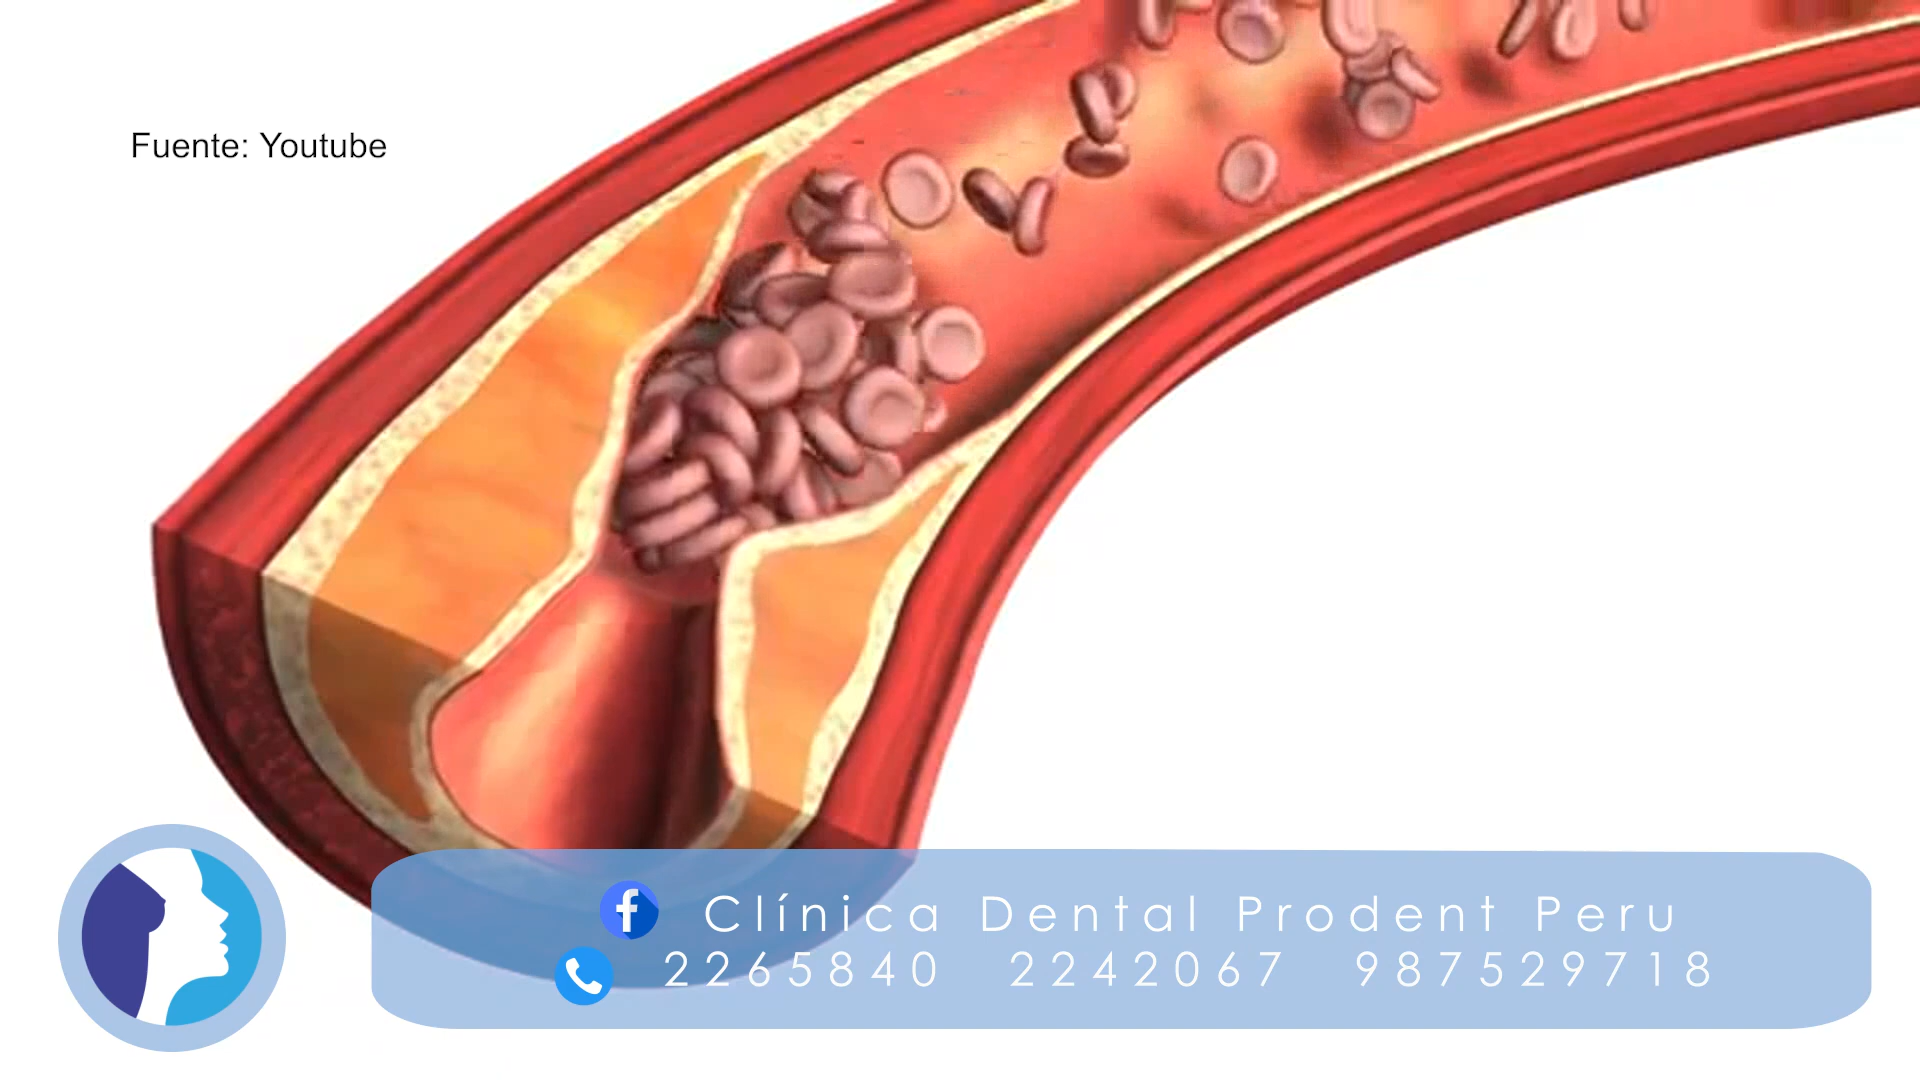 Fuente: Youtube
Clínica Dental Prodent Peru
2265840 2242067 987529718